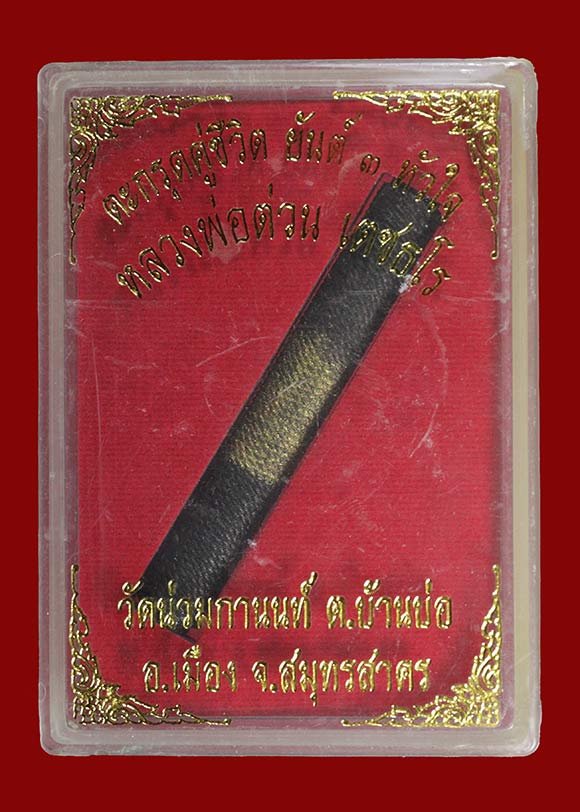 ตะกรุดคู่ชีวิต ยันต์ ๓ หัวใจ
หลวงพ่อต่วน เตชธโร
วัดน่วมกานนท์ ต.บ้านบ่อ
อ.เมือง จ.สมุทรสาคร